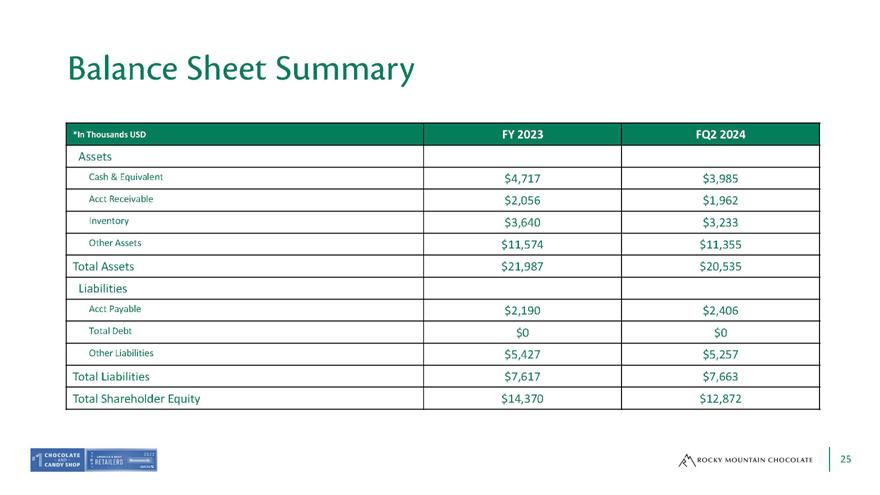 Balance Sheet Summary
*In Thousands USD FY 2023 FQ2 2024
Assets
Cash & Equivalent $4,717 $3,985
Acct Receivable $2,056 $1,962
Inventory $3,640 $3,233
Other Assets $11,574 $11,355
Total Assets $21,987 $20,535
Liabilities
Acct Payable $2,190 $2,406
Total Debt $0 $0
Other Liabilities $5,427 $5,257
Total Liabilities $7,617 $7,663
Total Shareholder Equity $14,370 $12,872
#1 CHOCOLATE
- AND -
CANDY SHOP
AMERICA'S BEST
RETAILERS
2023
ROCKY MOUNTAIN CHOCOLATE
25